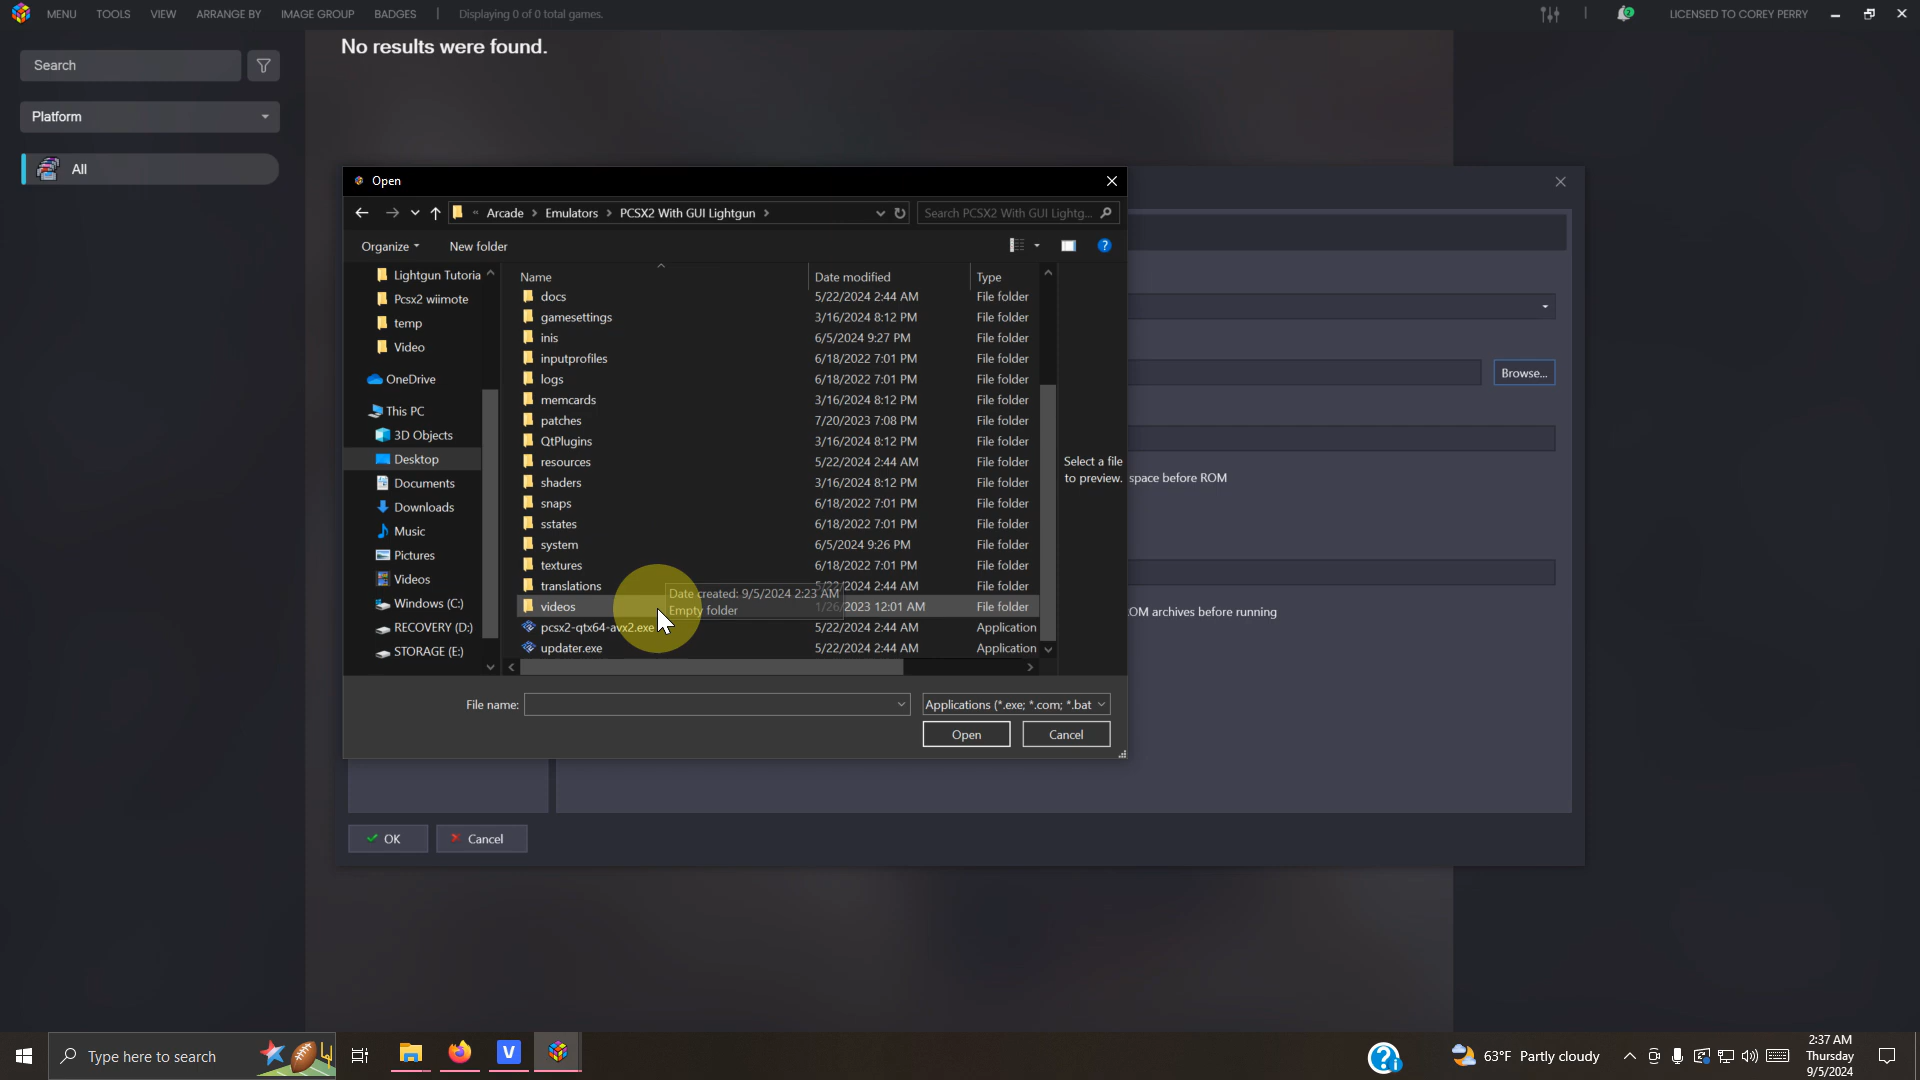 MENU TOOLS VIEW ARRANGE BY IMAGE GROUP BADGES Displaying 0 of 0 total games. 2 LICENSED TO COREY PERRY
No results were found.
Search
Platform
All
Open
« Arcade > Emulators > PCSX2 With GUI Lightgun > Search PCSX2 With GUI Lightg...
Organize New folder
Lightgun Tutoria
Pcsx2 wiimote
temp
Video
OneDrive
This PC
3D Objects
Desktop
Documents
Downloads
Music
Pictures
Videos
Windows (C:)
RECOVERY (D:)
STORAGE (E:)
Name Date modified Type
docs 5/22/2024 2:44 AM File folder
gamesettings 3/16/2024 8:12 PM File folder
inis 6/5/2024 9:27 PM File folder
inputprofiles 6/18/2022 7:01 PM File folder
logs 6/18/2022 7:01 PM File folder
memcards 3/16/2024 8:12 PM File folder
patches 7/20/2023 7:08 PM File folder
QtPlugins 3/16/2024 8:12 PM File folder
resources 5/22/2024 2:44 AM File folder
shaders 3/16/2024 8:12 PM File folder
snaps 6/18/2022 7:01 PM File folder
sstates 6/18/2022 7:01 PM File folder
system 6/5/2024 9:26 PM File folder
textures 6/18/2022 7:01 PM File folder
translations 5/22/2024 2:44 AM File folder
videos 1/26/2023 12:01 AM File folder
pcsx2-qtx64-avx2.exe 5/22/2024 2:44 AM Application
updater.exe 5/22/2024 2:44 AM Application
Date created: 9/5/2024 2:23 AM
Empty folder
Select a file
to preview.
File name: Applications (*.exe; *.com; *.bat
Open Cancel
Browse...
space before ROM
OM archives before running
OK Cancel
Type here to search
V
63°F Partly cloudy
2:37 AM
Thursday
9/5/2024